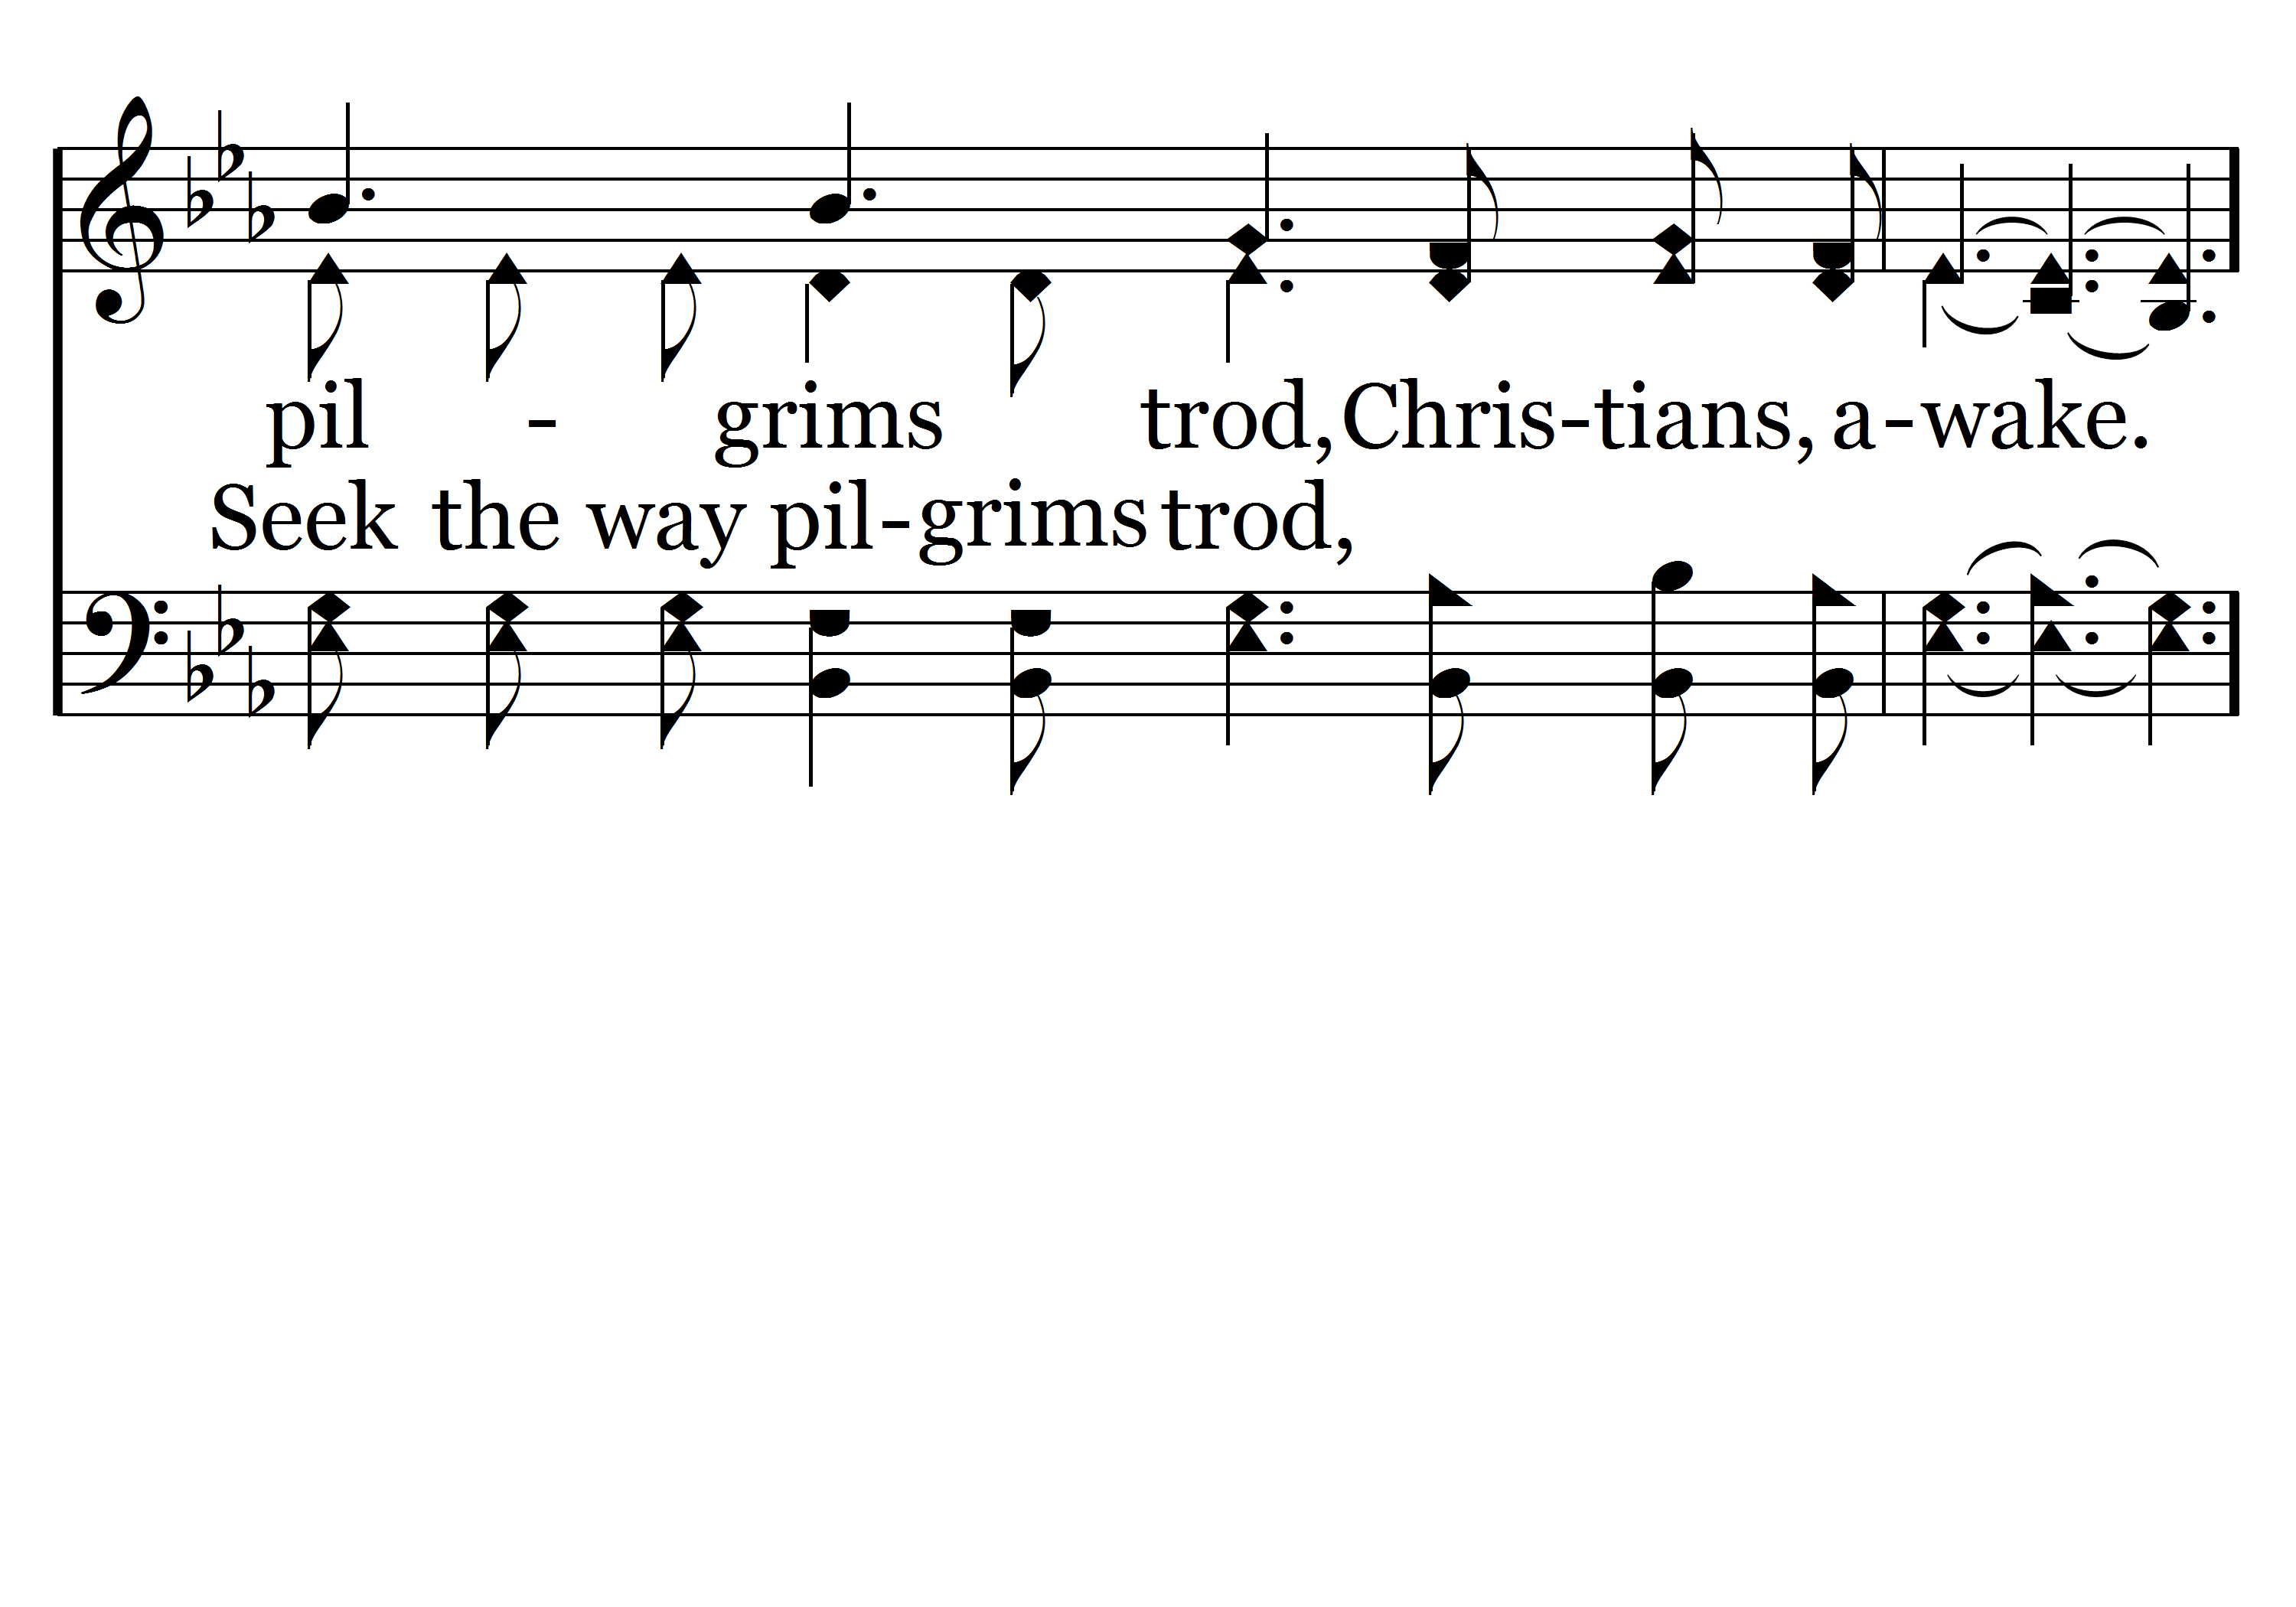 pil - grims trod, Chris-tians, a-wake.
Seek the way pil-grims trod,